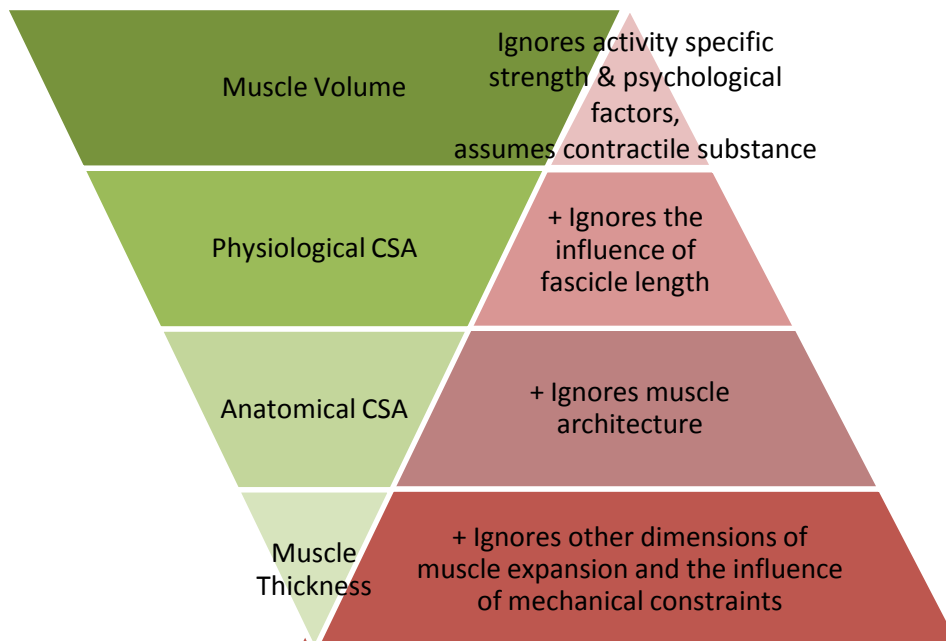 Muscle Volume
Ignores activity specific
strength & psychological
factors,
assumes contractile substance
Physiological CSA
+ Ignores the
influence of
fascicle length
Anatomical CSA
+ Ignores muscle
architecture
Muscle
Thickness
+ Ignores other dimensions of
muscle expansion and the influence
of mechanical constraints